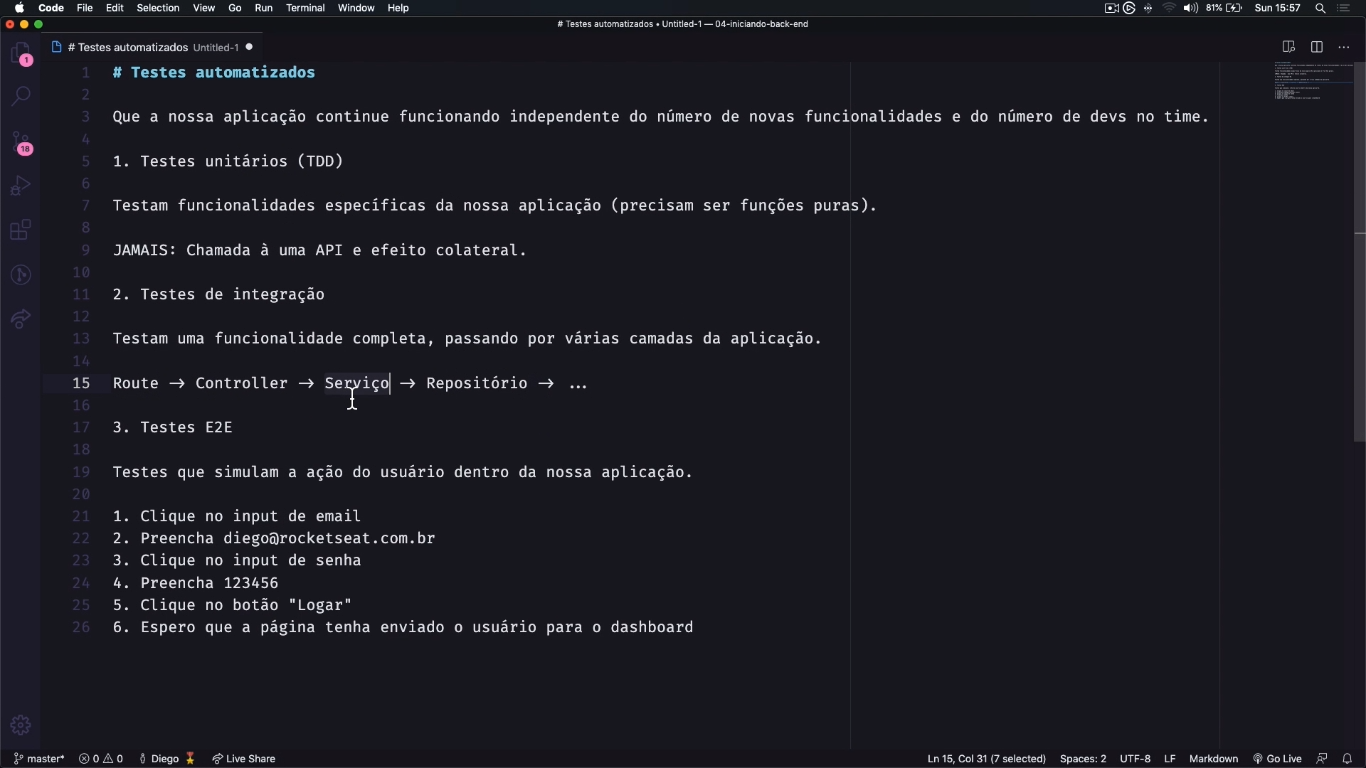 Code File Edit Selection View Go Run Terminal Window Help 81% Sun 15:57
# Testes automatizados • Untitled-1 — 04-iniciando-back-end
# Testes automatizados Untitled-1
1 # Testes automatizados
2
3 Que a nossa aplicação continue funcionando independente do número de novas funcionalidades e do número de devs no time.
4
5 1. Testes unitários (TDD)
6
7 Testam funcionalidades específicas da nossa aplicação (precisam ser funções puras).
8
9 JAMAIS: Chamada à uma API e efeito colateral.
10
11 2. Testes de integração
12
13 Testam uma funcionalidade completa, passando por várias camadas da aplicação.
14
15 Route → Controller → Serviço → Repositório → ...
16
17 3. Testes E2E
18
19 Testes que simulam a ação do usuário dentro da nossa aplicação.
20
21 1. Clique no input de email
22 2. Preencha diego@rocketseat.com.br
23 3. Clique no input de senha
24 4. Preencha 123456
25 5. Clique no botão "Logar"
26 6. Espero que a página tenha enviado o usuário para o dashboard
1
18
master* 0 0 Diego Live Share Ln 15, Col 31 (7 selected) Spaces: 2 UTF-8 LF Markdown Go Live